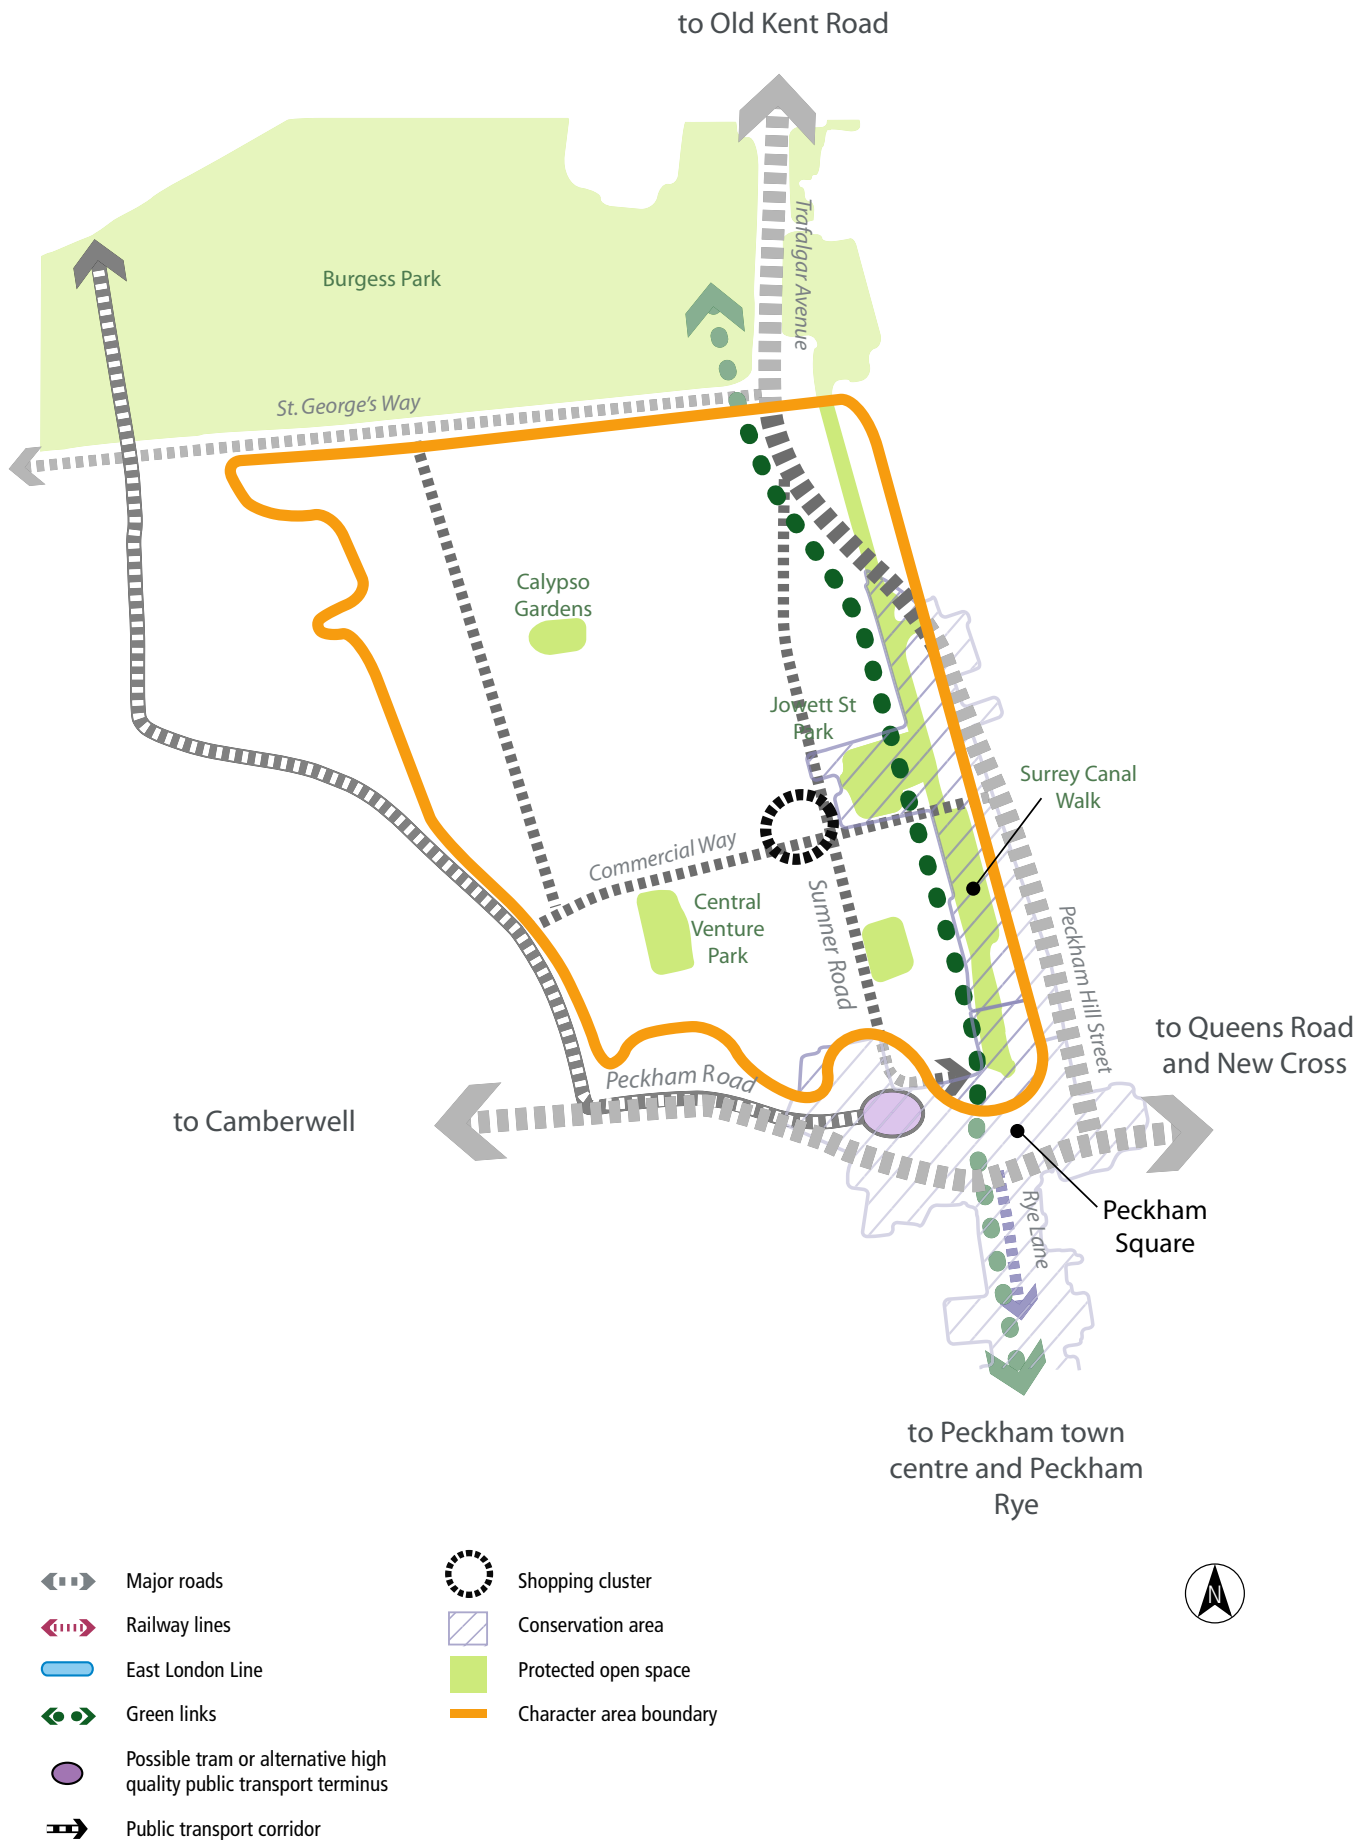 to Old Kent Road
Trafalgar Avenue
Burgess Park
St. George's Way
Calypso
Gardens
Jowett St
Park
Surrey Canal
Walk
Commercial Way
Central
Venture
Park
Sumner Road
Peckham Hill Street
to Queens Road
and New Cross
Peckham Road
to Camberwell
Rye Lane
Peckham
Square
to Peckham town
centre and Peckham
Rye
Major roads
Railway lines
East London Line
Green links
Possible tram or alternative high
quality public transport terminus
Public transport corridor
Shopping cluster
Conservation area
Protected open space
Character area boundary
N